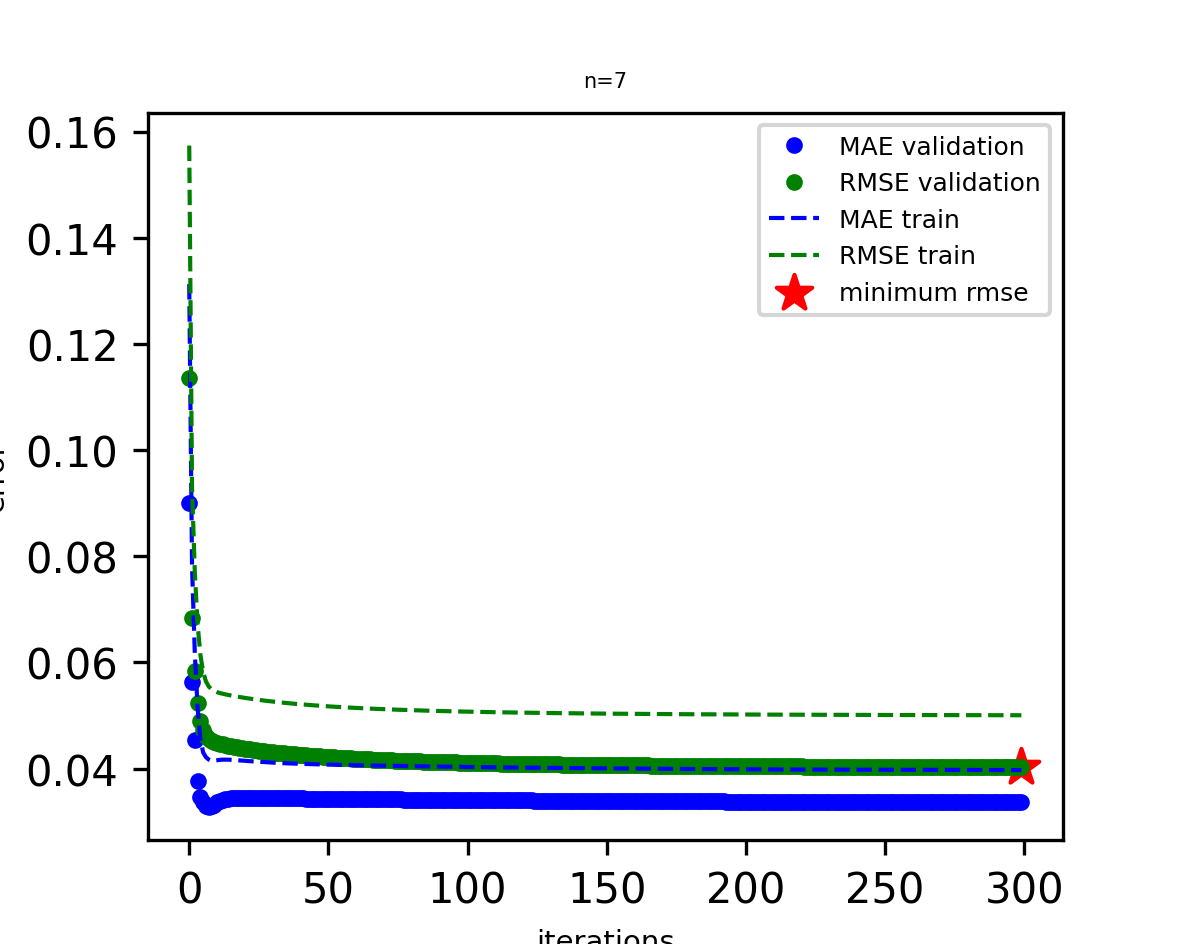 n=7
0.16
0.14
0.12
0.10
0.08
0.06
0.04
MAE validation
RMSE validation
MAE train
RMSE train
minimum rmse
0 50 100 150 200 250 300
iterations